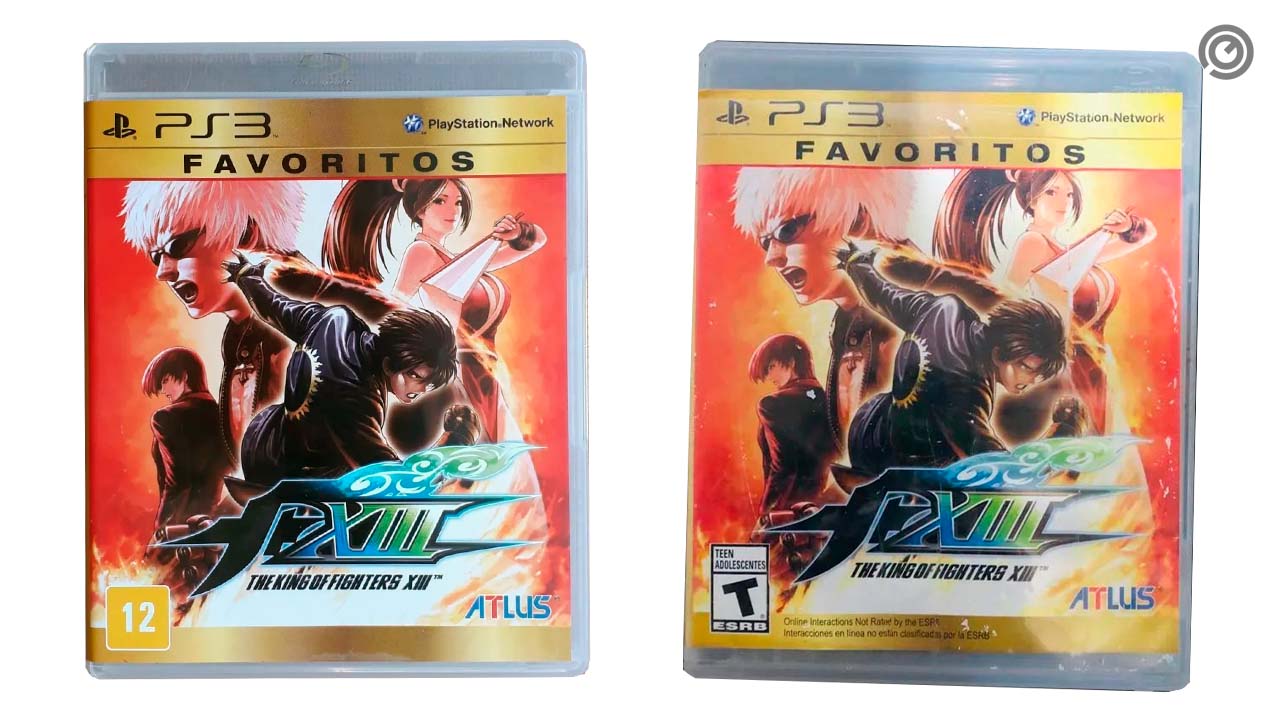 PS3
PlayStation Network
FAVORITOS
XIII
THE KING OF FIGHTERS XIII™
12
ATLUS
PS3
PlayStation Network
FAVORITOS
XIII
THE KING OF FIGHTERS XIII™
TEEN
ADOLESCENTES
T
ESRB
ATLUS
Online Interactions Not Rated by the ESRB
Interacciones en línea no están clasificadas por la ESRB